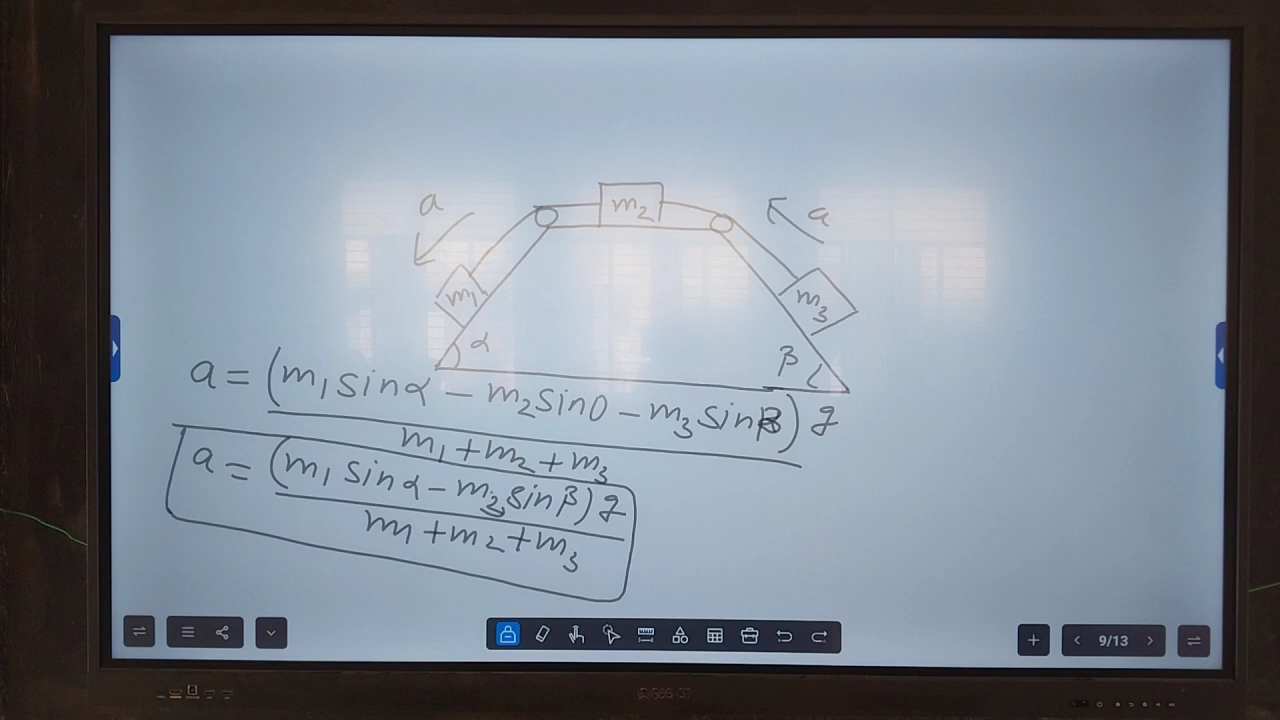 a
m₂
a
m₁
m₃
α
β
a = (m₁ sinα − m₂ sin0 − m₃ sinβ) g
m₁ + m₂ + m₃
a = (m₁ sinα − m₃ sinβ) g
m₁ + m₂ + m₃
9/13